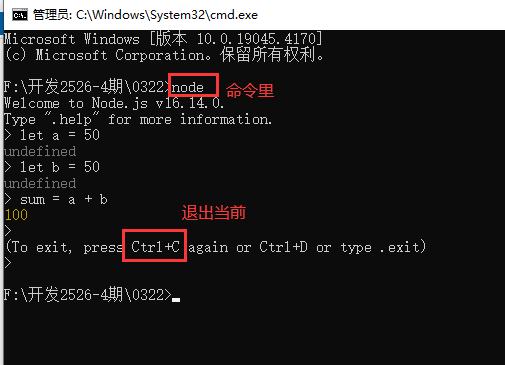 管理员: C:\Windows\System32\cmd.exe
Microsoft Windows [版本 10.0.19045.4170]
(c) Microsoft Corporation。保留所有权利。
F:\开发2526-4期\0322>node 命令里
Welcome to Node.js v16.14.0.
Type ".help" for more information.
> let a = 50
undefined
> let b = 50
undefined
> sum = a + b
100
退出当前
>
(To exit, press Ctrl+C again or Ctrl+D or type .exit)
>
F:\开发2526-4期\0322>